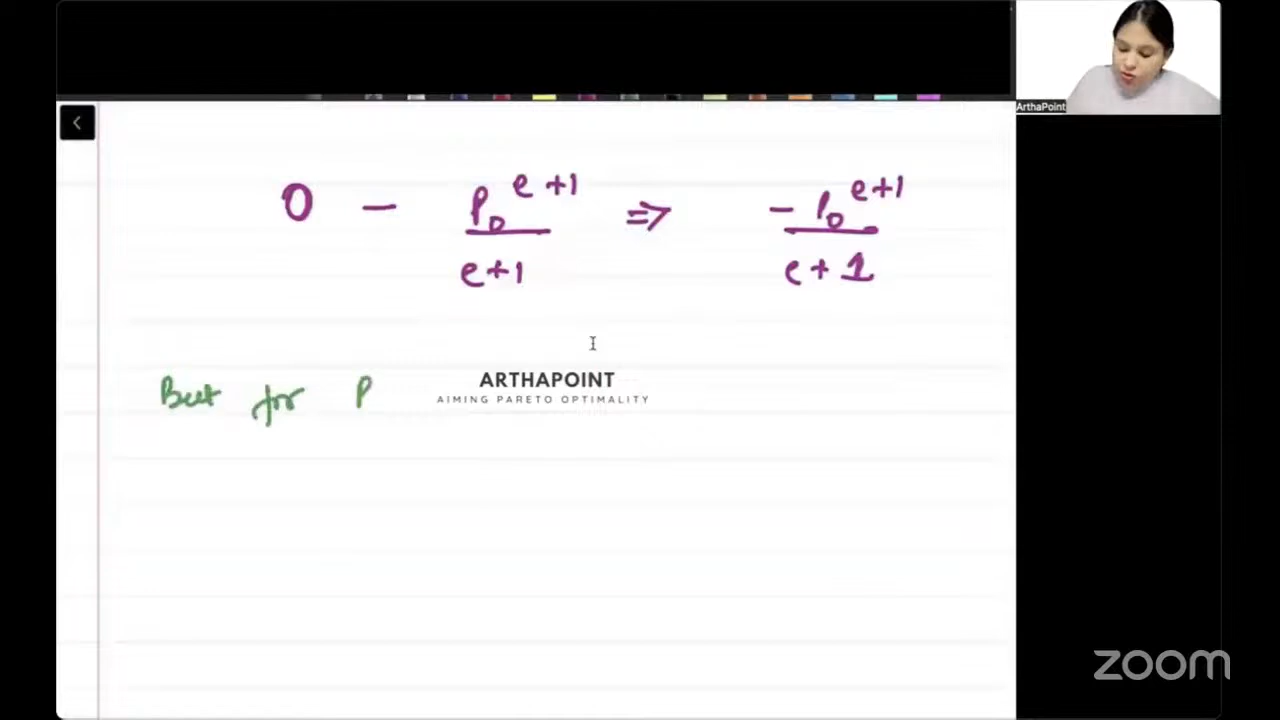 ArthaPoint
0 - P₀^(e+1) / e+1 ⇒ -P₀^(e+1) / e+1
But for P
ARTHAPOINT
AIMING PARETO OPTIMALITY
zoom